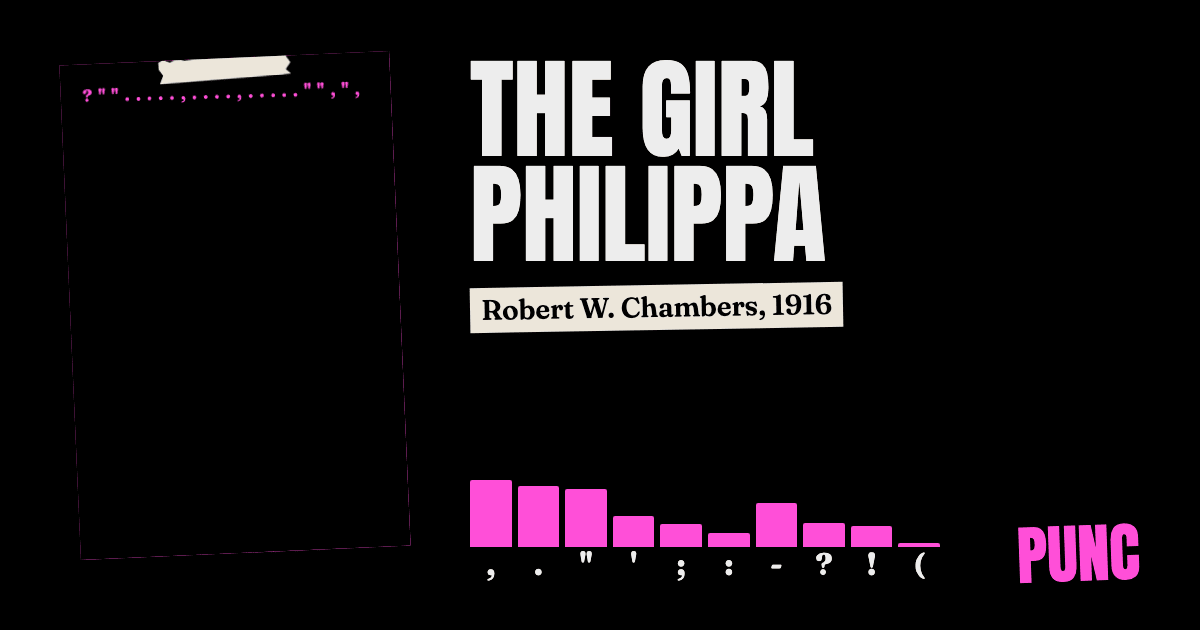 ?"".....,....,....."",",
THE GIRL
PHILIPPA
Robert W. Chambers, 1916
, . " ' ; : - ? ! (
PUNC